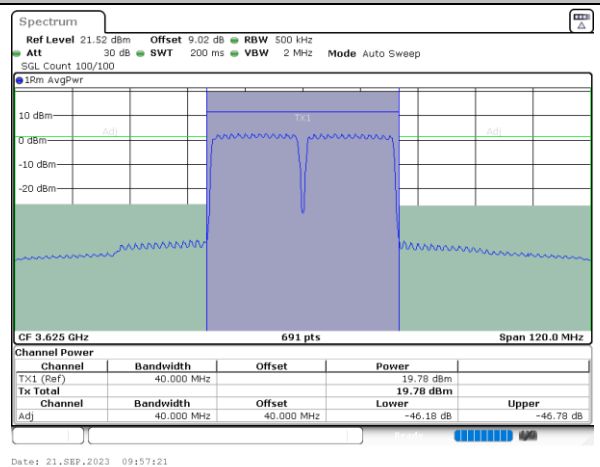 Spectrum
Ref Level 21.52 dBm Offset 9.02 dB RBW 500 kHz
Att 30 dB SWT 200 ms VBW 2 MHz Mode Auto Sweep
SGL Count 100/100
1Rm AvgPwr
10 dBm
TX1
Adj Adj
0 dBm
-10 dBm
-20 dBm
CF 3.625 GHz 691 pts Span 120.0 MHz
Channel Power
Channel Bandwidth Offset Power
TX1 (Ref) 40.000 MHz 19.78 dBm
Tx Total 19.78 dBm
Channel Bandwidth Offset Lower Upper
Adj 40.000 MHz 40.000 MHz -46.18 dB -46.78 dB
Date: 21.SEP.2023 09:57:21